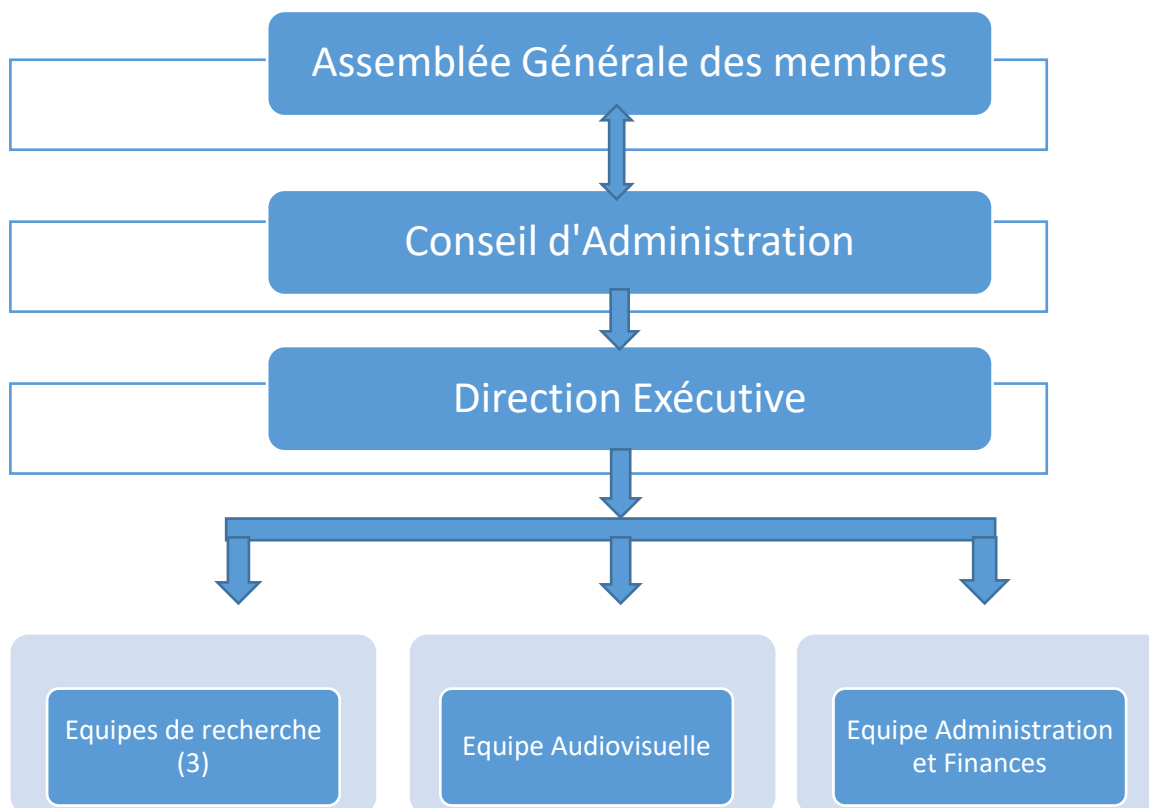 Assemblée Générale des membres
Conseil d'Administration
Direction Exécutive
Equipes de recherche
(3)
Equipe Audiovisuelle
Equipe Administration
et Finances